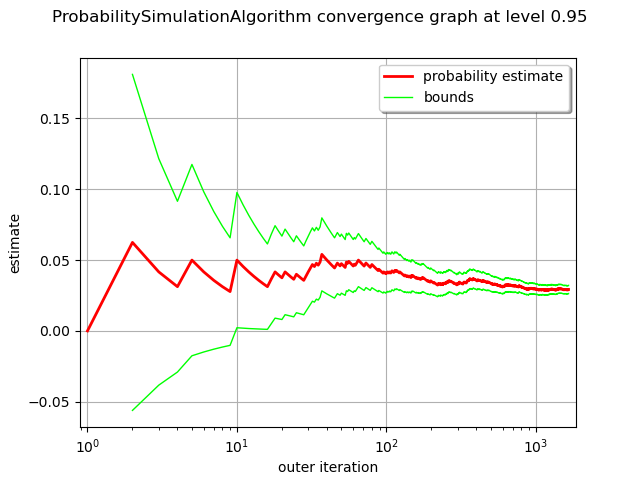 ProbabilitySimulationAlgorithm convergence graph at level 0.95
probability estimate
bounds
0.15
0.10
0.05
0.00
−0.05
estimate
10⁰ 10¹ 10² 10³
outer iteration